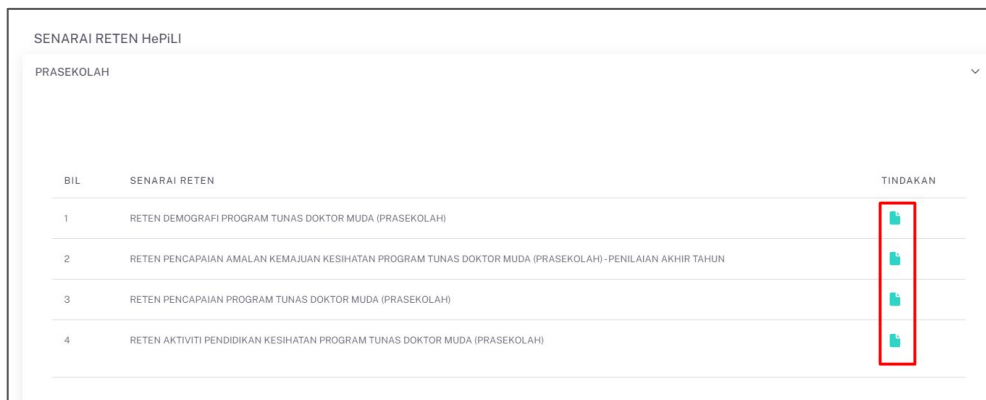 SENARAI RETEN HePiLI
PRASEKOLAH
BIL SENARAI RETEN TINDAKAN
1 RETEN DEMOGRAFI PROGRAM TUNAS DOKTOR MUDA (PRASEKOLAH)
2 RETEN PENCAPAIAN AMALAN KEMAJUAN KESIHATAN PROGRAM TUNAS DOKTOR MUDA (PRASEKOLAH) - PENILAIAN AKHIR TAHUN
3 RETEN PENCAPAIAN PROGRAM TUNAS DOKTOR MUDA (PRASEKOLAH)
4 RETEN AKTIVITI PENDIDIKAN KESIHATAN PROGRAM TUNAS DOKTOR MUDA (PRASEKOLAH)